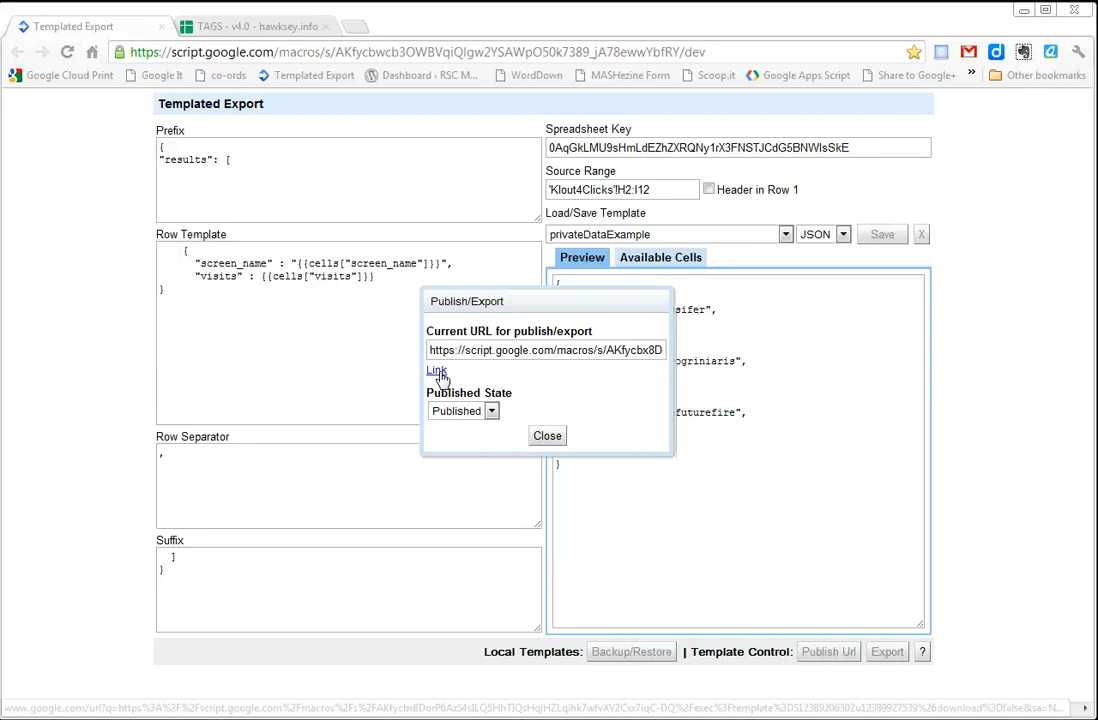 Templated Export
TAGS - v4.0 - hawksey.info
https://script.google.com/macros/s/AKfycbwcb3OWBVqiQlgw2YSAWpO50k7389_jA78ewwYbfRY/dev
Google Cloud Print
Google It
co-ords
Templated Export
Dashboard ‹ RSC M...
WordDown
MASHezine Form
Scoop.it
Google Apps Script
Share to Google+
»
Other bookmarks
Templated Export
Prefix
{
"results": [
Spreadsheet Key
0AqGkLMU9sHmLdEZhZXRQNy1rX3FNSTJCdG5BNWlsSkE
Source Range
'Klout4Clicks'!H2:I12
Header in Row 1
Load/Save Template
privateDataExample
JSON
Save
X
Row Template
{
"screen_name" : "{{cells["screen_name"]}}",
"visits" : {{cells["visits"]}}
}
Preview
Available Cells
{
sifer",
ogriniaris",
futurefire",
}
Publish/Export
Current URL for publish/export
https://script.google.com/macros/s/AKfycbx8D
Link
Published State
Published
Close
Row Separator
,
Suffix
]
}
Local Templates:
Backup/Restore
| Template Control:
Publish Url
Export
?